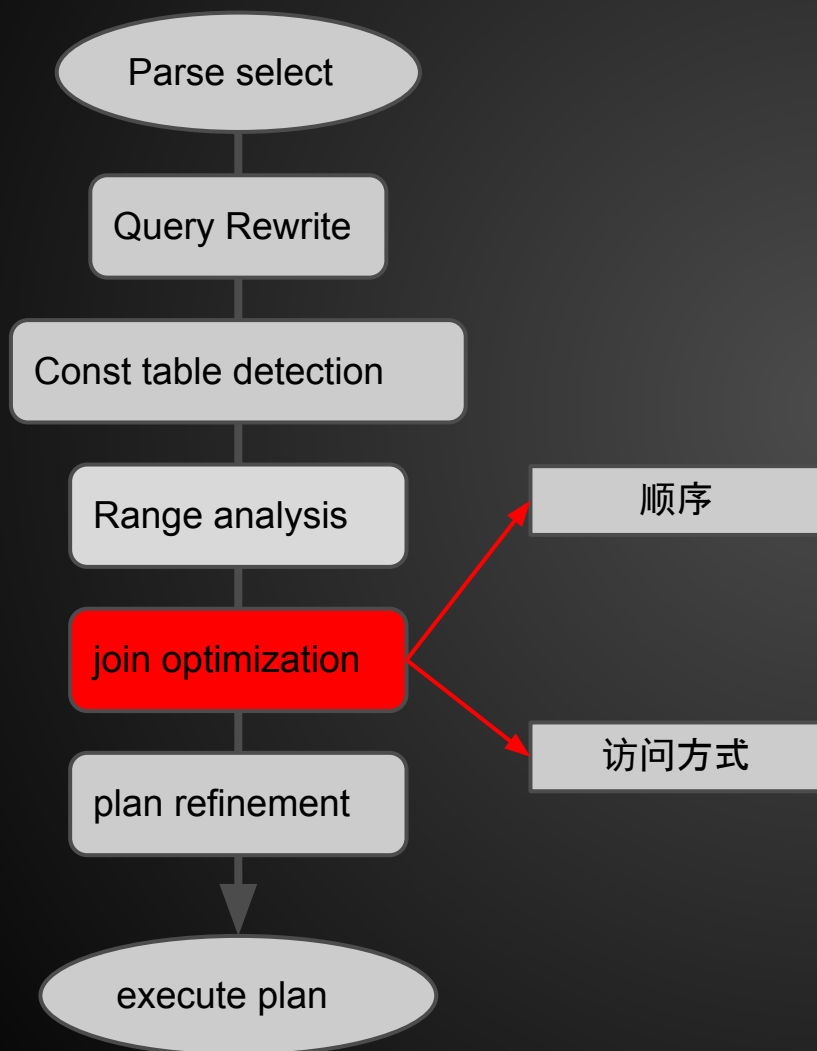 Parse select
Query Rewrite
Const table detection
Range analysis
顺序
join optimization
访问方式
plan refinement
execute plan